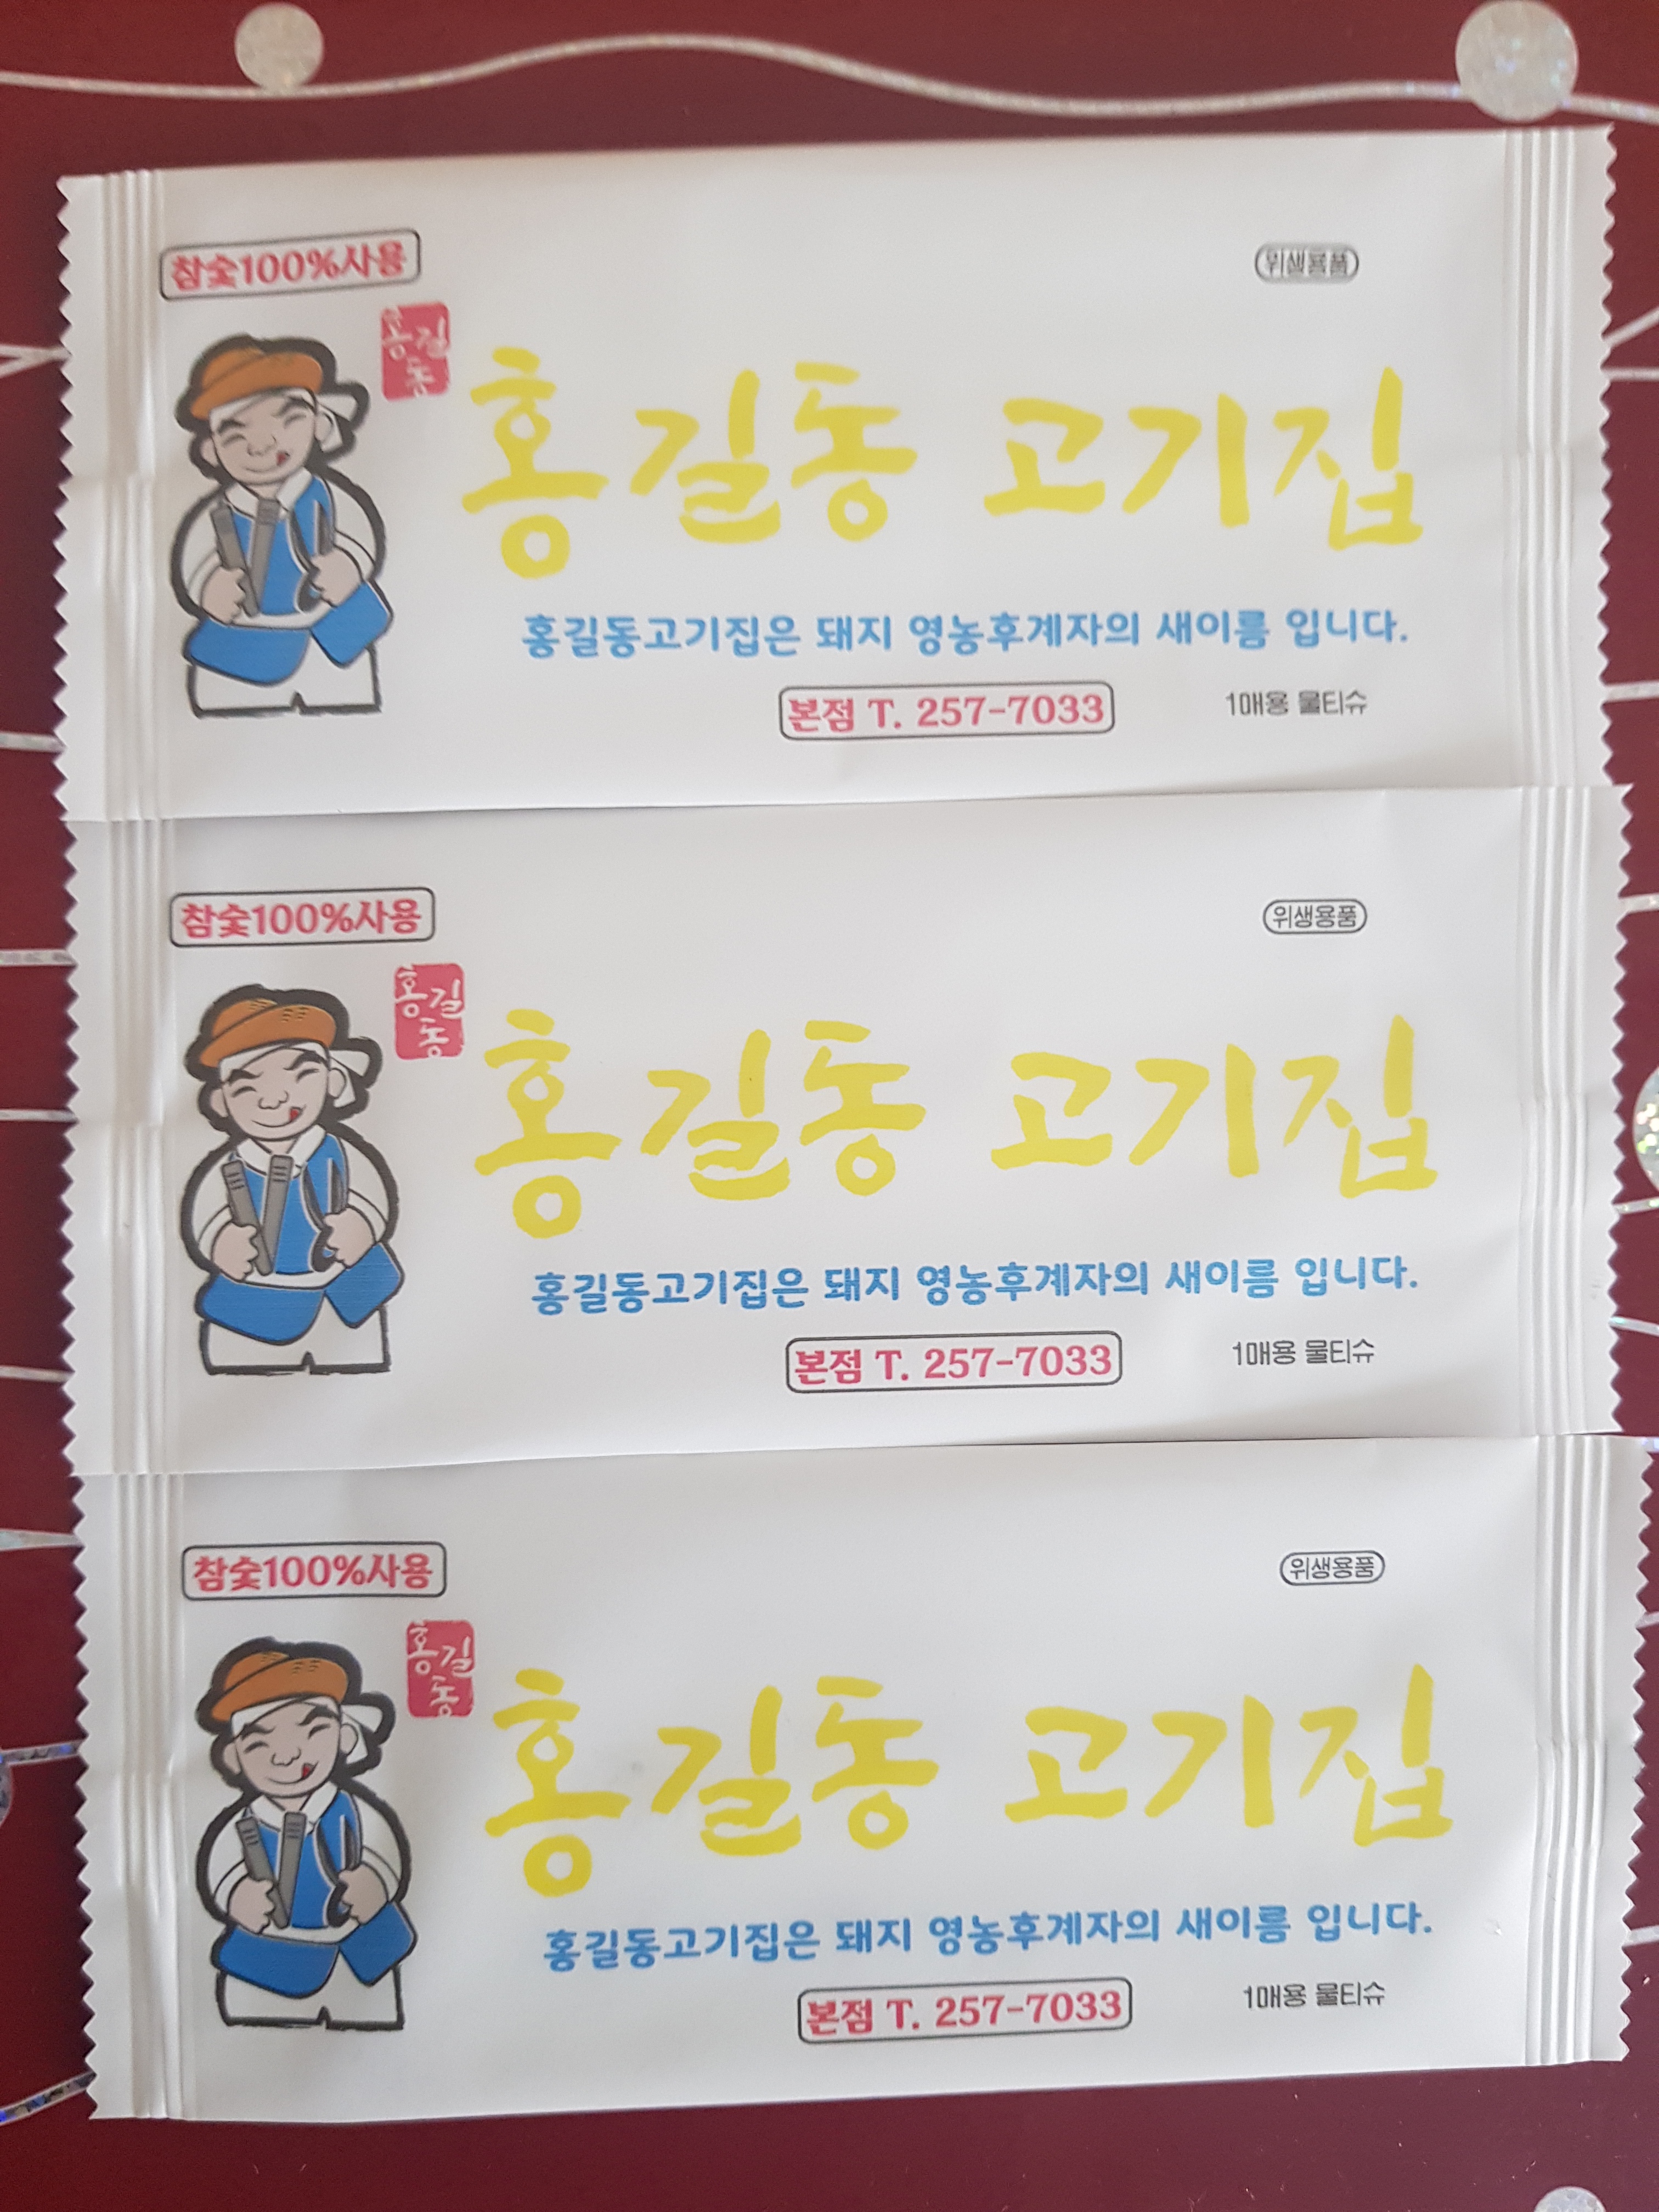 참숯100%사용
위생용품
홍길
동
홍길동 고기집
홍길동고기집은 돼지 영농후계자의 새이름 입니다.
본점 T. 257-7033
1매용 물티슈
참숯100%사용
위생용품
홍길
동
홍길동 고기집
홍길동고기집은 돼지 영농후계자의 새이름 입니다.
본점 T. 257-7033
1매용 물티슈
참숯100%사용
위생용품
홍길
동
홍길동 고기집
홍길동고기집은 돼지 영농후계자의 새이름 입니다.
본점 T. 257-7033
1매용 물티슈